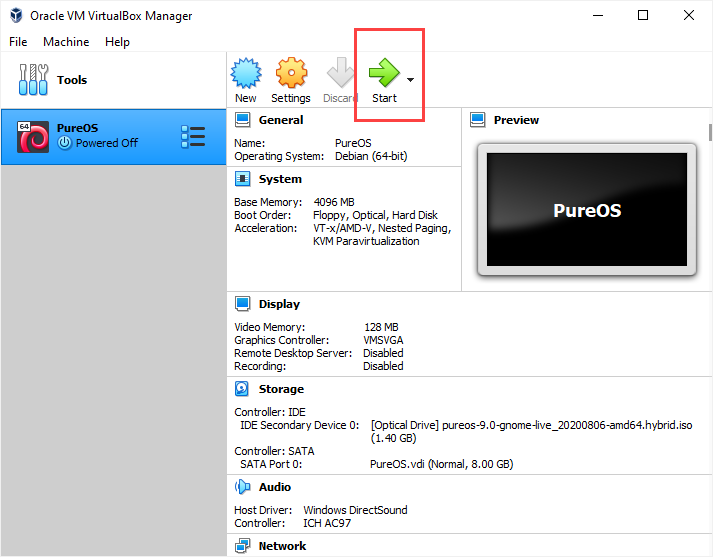 Oracle VM VirtualBox Manager
File Machine Help
Tools
New Settings Discard Start
64
PureOS
Powered Off
General
Name: PureOS
Operating System: Debian (64-bit)
System
Base Memory: 4096 MB
Boot Order: Floppy, Optical, Hard Disk
Acceleration: VT-x/AMD-V, Nested Paging,
KVM Paravirtualization
Preview
PureOS
Display
Video Memory: 128 MB
Graphics Controller: VMSVGA
Remote Desktop Server: Disabled
Recording: Disabled
Storage
Controller: IDE
IDE Secondary Device 0: [Optical Drive] pureos-9.0-gnome-live_20200806-amd64.hybrid.iso
(1.40 GB)
Controller: SATA
SATA Port 0: PureOS.vdi (Normal, 8.00 GB)
Audio
Host Driver: Windows DirectSound
Controller: ICH AC97
Network